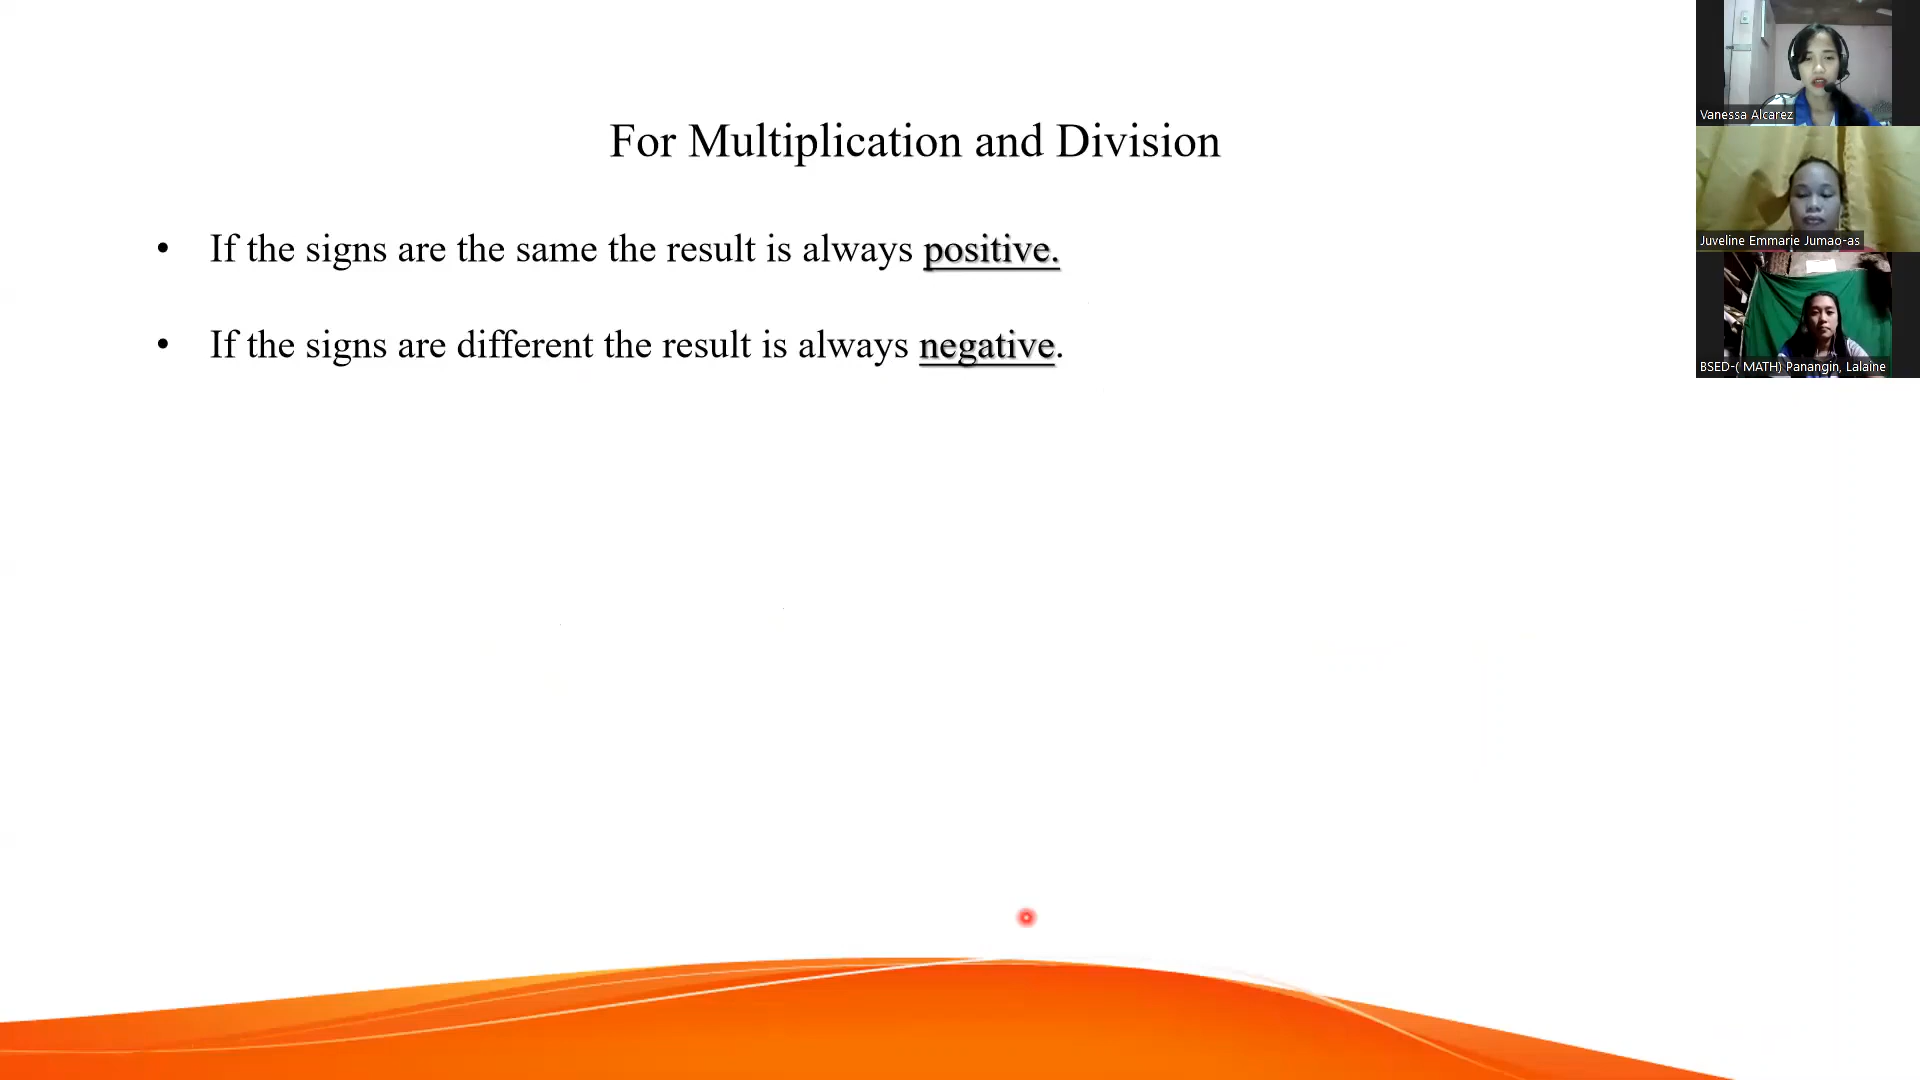 For Multiplication and Division
• If the signs are the same the result is always positive.
• If the signs are different the result is always negative.
Vanessa Alcarez
Juveline Emmarie Jumao-as
BSED-( MATH) Panangin, Lalaine